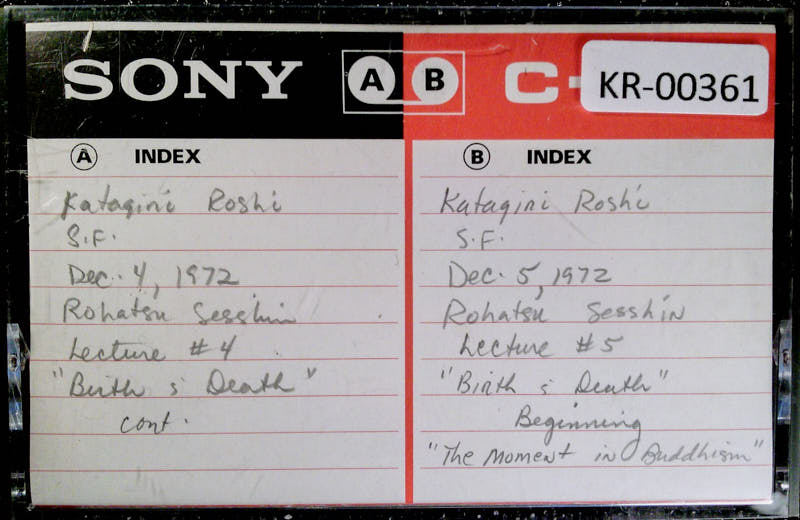 SONY A B C- KR-00361
A INDEX
Katagiri Roshi
S.F.
Dec. 4, 1972
Rohatsu Sesshin
Lecture #4
"Birth & Death"
cont.
B INDEX
Katagiri Roshi
S.F.
Dec. 5, 1972
Rohatsu Sesshin
Lecture #5
"Birth & Death"
Beginning
"The Moment in Buddhism"